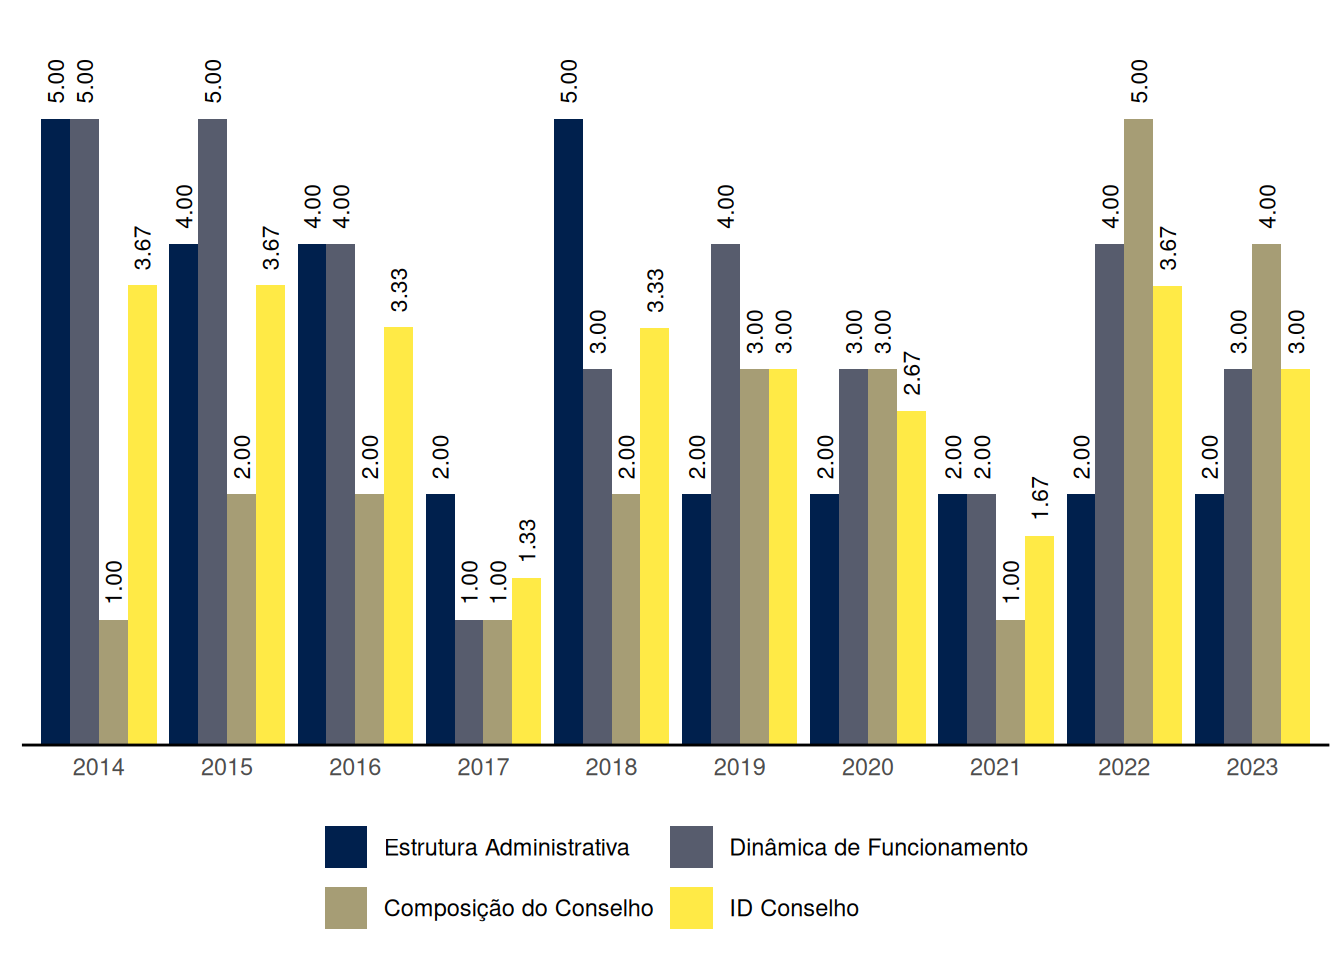 5.00 5.00 1.00 3.67
4.00 5.00 2.00 3.67
4.00 4.00 2.00 3.33
2.00 1.00 1.00 1.33
5.00 3.00 2.00 3.33
2.00 4.00 3.00 3.00
2.00 3.00 3.00 2.67
2.00 2.00 1.00 1.67
2.00 4.00 5.00 3.67
2.00 3.00 4.00 3.00
2014 2015 2016 2017 2018 2019 2020 2021 2022 2023
Estrutura Administrativa Dinâmica de Funcionamento
Composição do Conselho ID Conselho